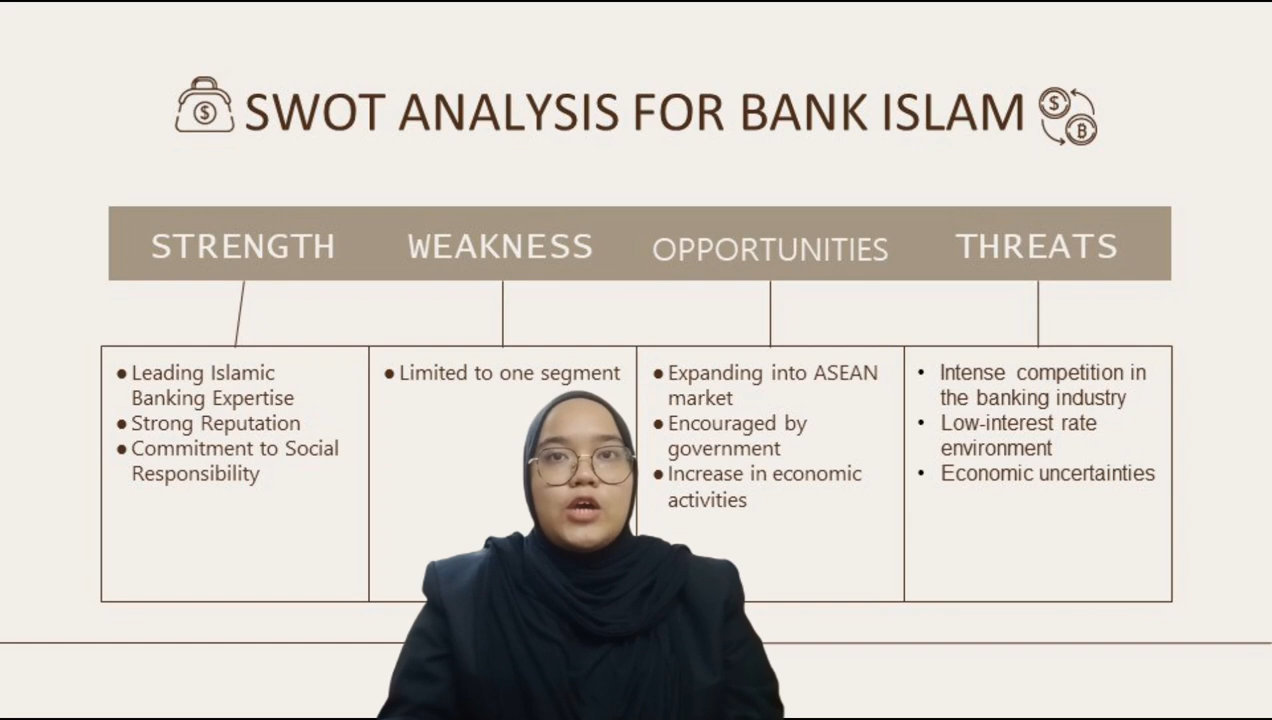 SWOT ANALYSIS FOR BANK ISLAM
STRENGTH
WEAKNESS
OPPORTUNITIES
THREATS
● Leading Islamic
Banking Expertise
● Strong Reputation
● Commitment to Social
Responsibility
● Limited to one segment
● Expanding into ASEAN
market
● Encouraged by
government
● Increase in economic
activities
• Intense competition in
the banking industry
• Low-interest rate
environment
• Economic uncertainties